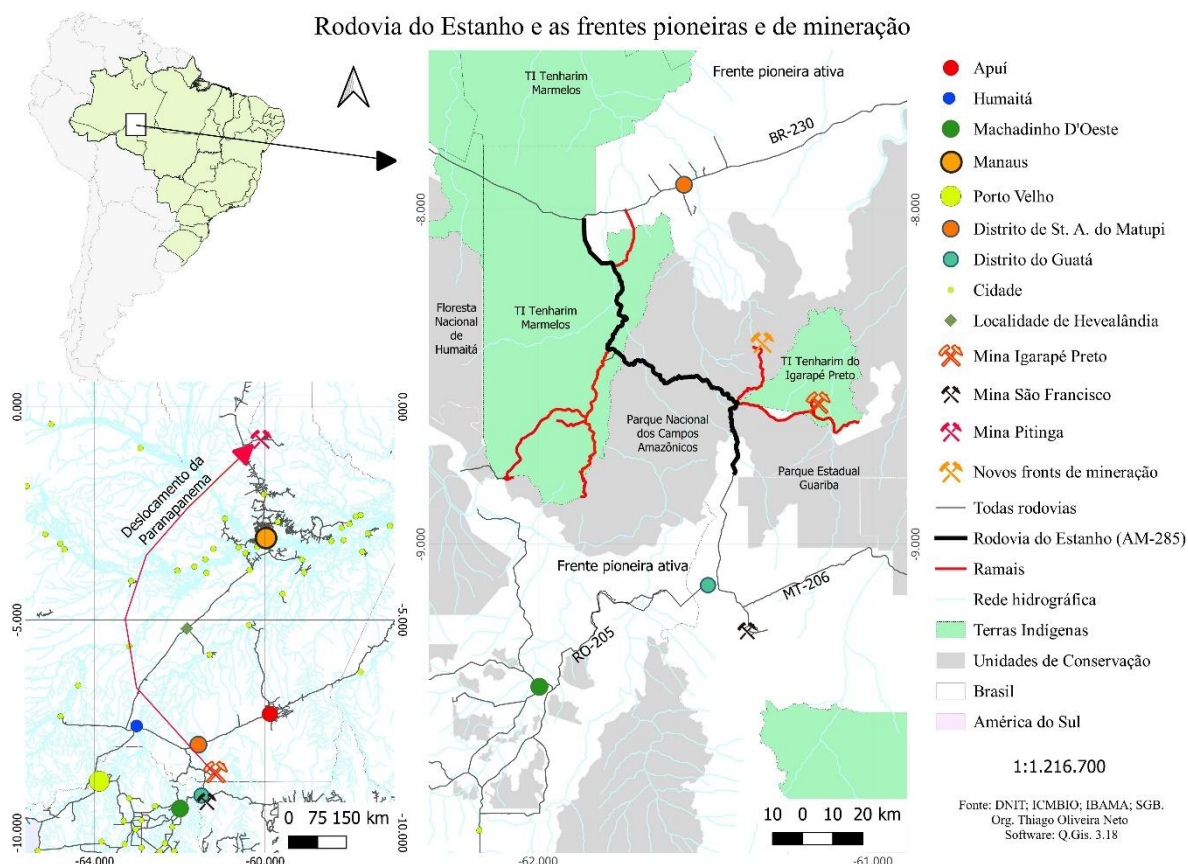 Rodovia do Estanho e as frentes pioneiras e de mineração
TI Tenharim
Marmelos
Frente pioneira ativa
BR-230
-8.000
-8.000
Floresta
Nacional
de
Humaitá
TI Tenharim
Marmelos
TI Tenharim do
Igarapé Preto
Parque Nacional
dos Campos
Amazônicos
Parque Estadual
Guariba
-9.000
-9.000
Frente pioneira ativa
MT-206
RO-205
10 0 10 20 km
-62.000
-61.000
0.000
0.000
Deslocamento da
Paranapanema
-5.000
-5.000
0 75 150 km
-10.000
-10.000
-64.000
-60.000
Apuí
Humaitá
Machadinho D'Oeste
Manaus
Porto Velho
Distrito de St. A. do Matupi
Distrito do Guatá
Cidade
Localidade de Hevealândia
Mina Igarapé Preto
Mina São Francisco
Mina Pitinga
Novos fronts de mineração
Todas rodovias
Rodovia do Estanho (AM-285)
Ramais
Rede hidrográfica
Terras Indígenas
Unidades de Conservação
Brasil
América do Sul
1:1.216.700
Fonte: DNIT; ICMBIO; IBAMA; SGB.
Org. Thiago Oliveira Neto
Software: Q.Gis. 3.18